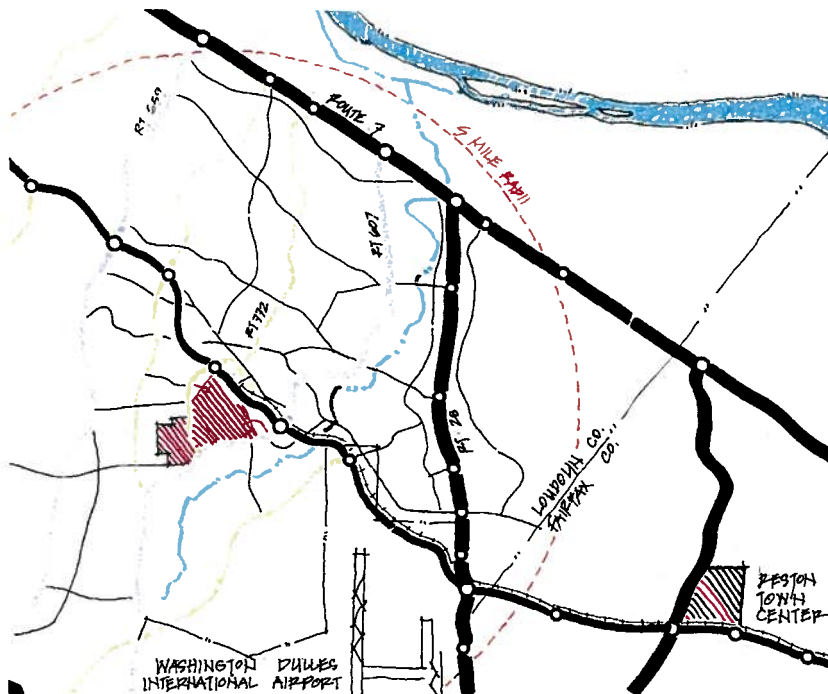 ROUTE 7
RT 659
5 MILE RADII
RT 607
RT 772
RT. 28
LOUDOUN CO.
FAIRFAX CO.
RESTON
TOWN
CENTER
WASHINGTON DULLES
INTERNATIONAL AIRPORT